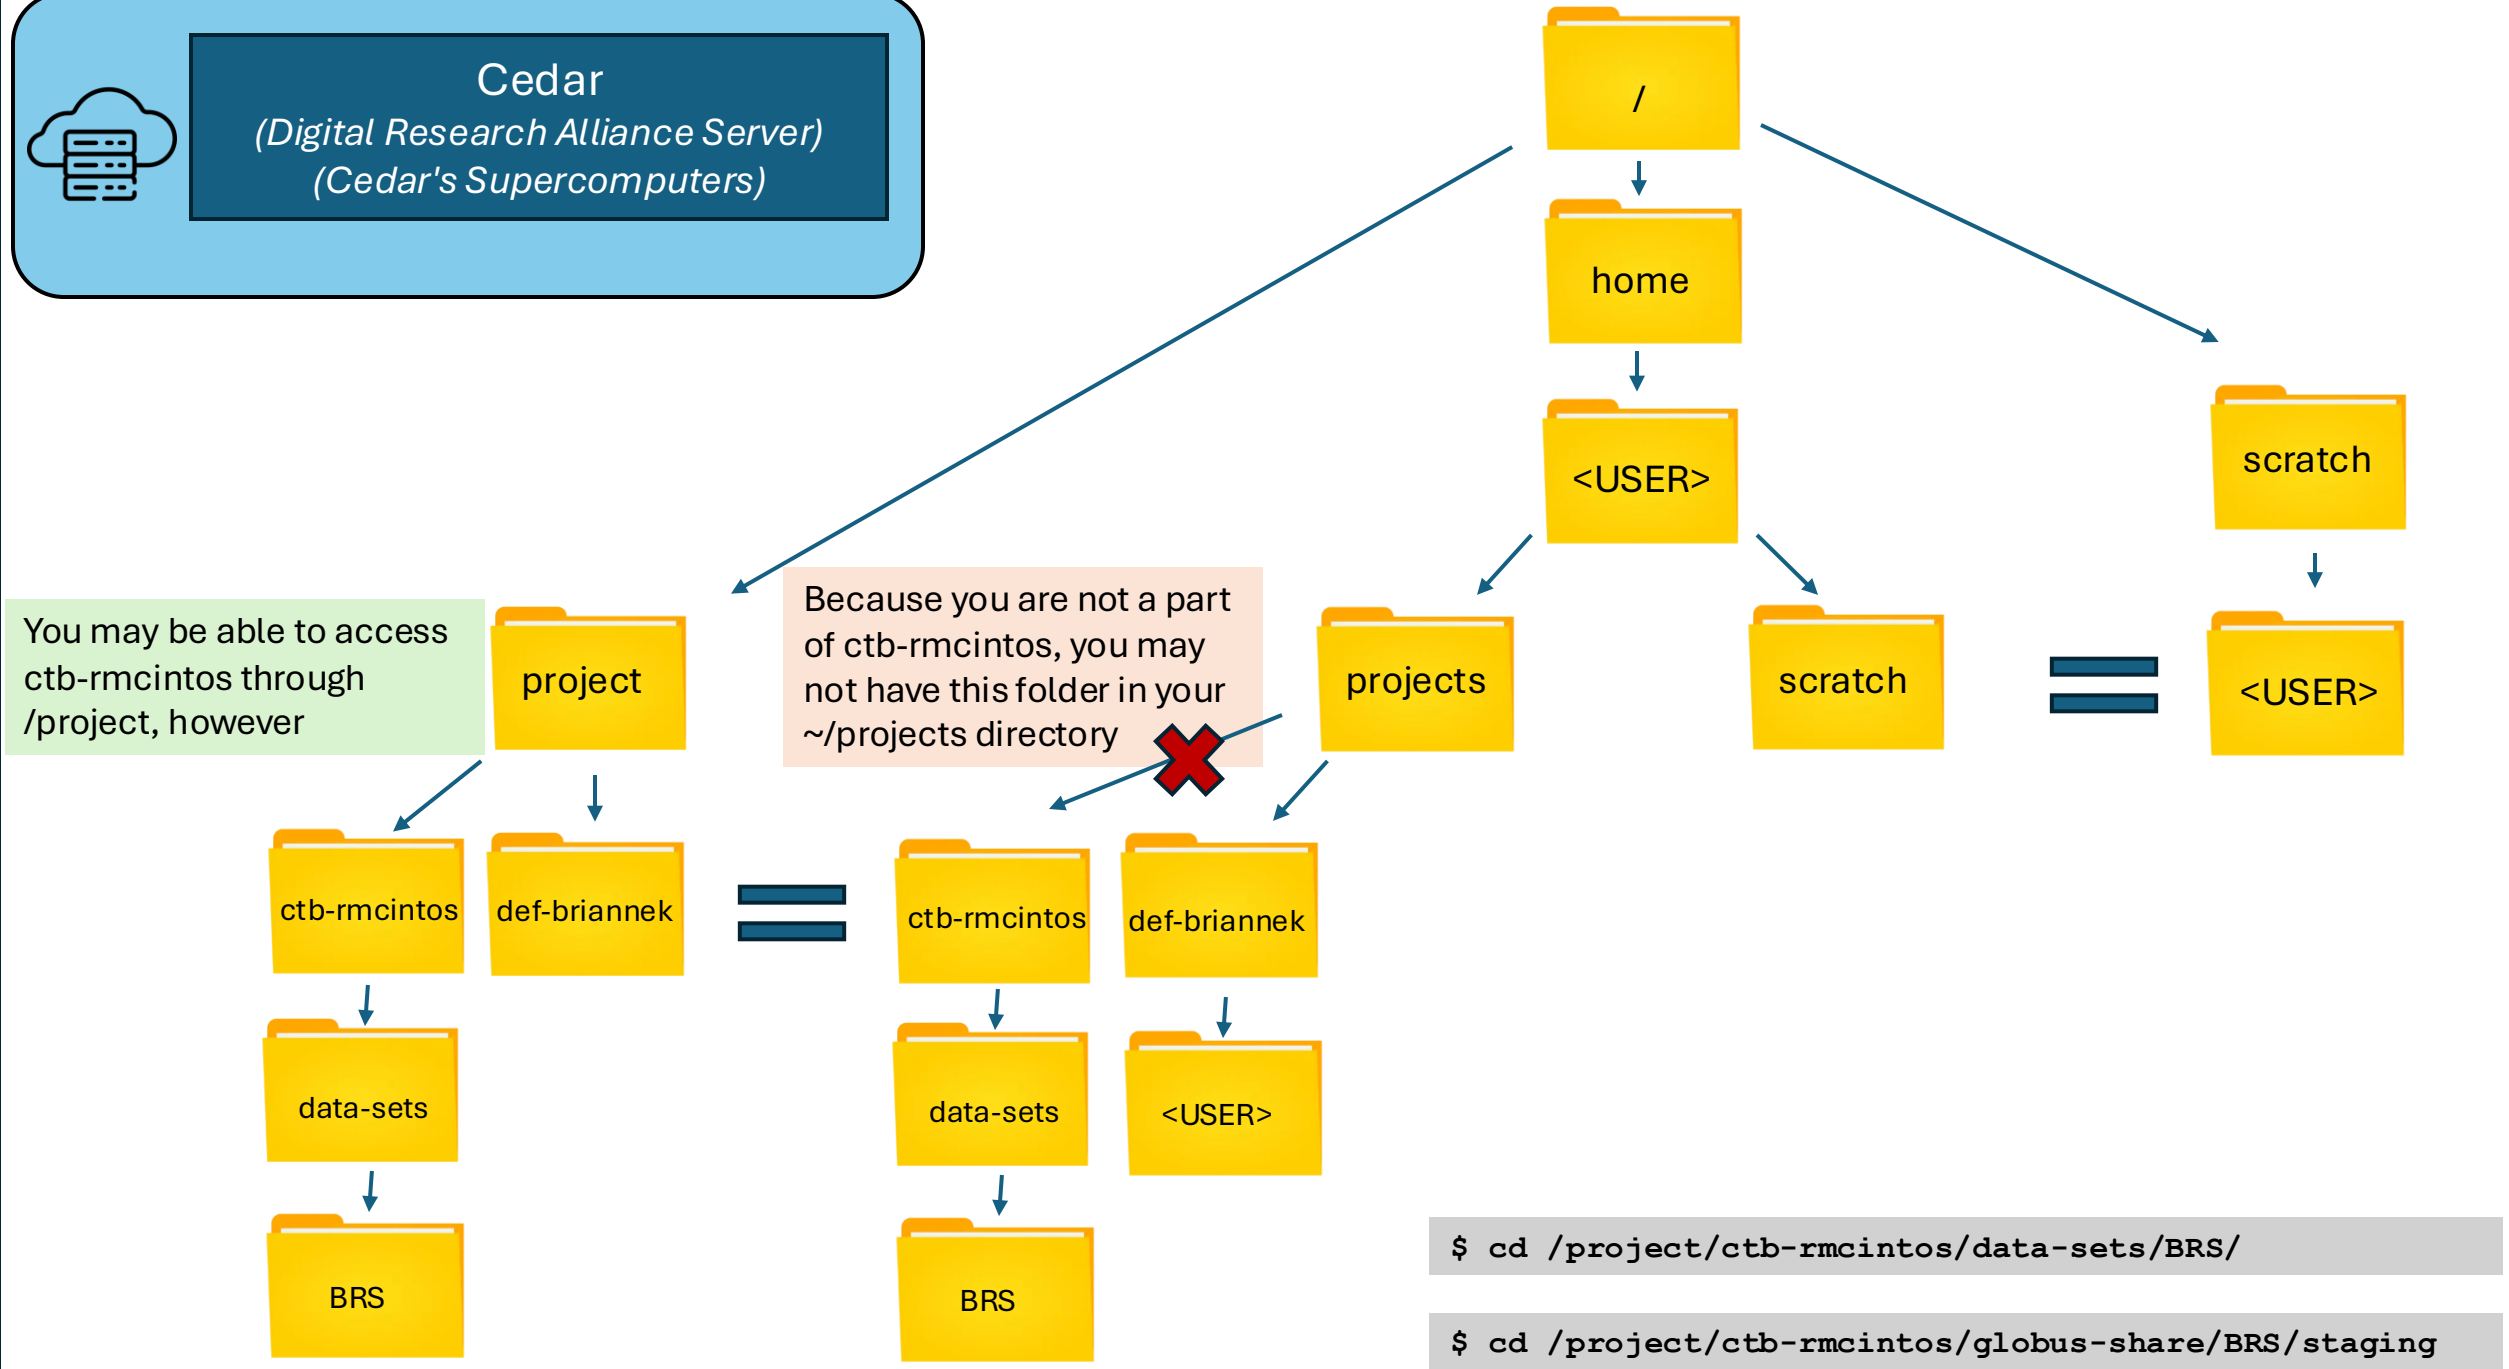 Cedar
(Digital Research Alliance Server)
(Cedar's Supercomputers)
/
home
<USER>
scratch
You may be able to access
ctb-rmcintos through
/project, however
project
Because you are not a part
of ctb-rmcintos, you may
not have this folder in your
~/projects directory
projects
scratch
<USER>
ctb-rmcintos
def-briannek
ctb-rmcintos
def-briannek
data-sets
data-sets
<USER>
BRS
BRS
$ cd /project/ctb-rmcintos/data-sets/BRS/
$ cd /project/ctb-rmcintos/globus-share/BRS/staging